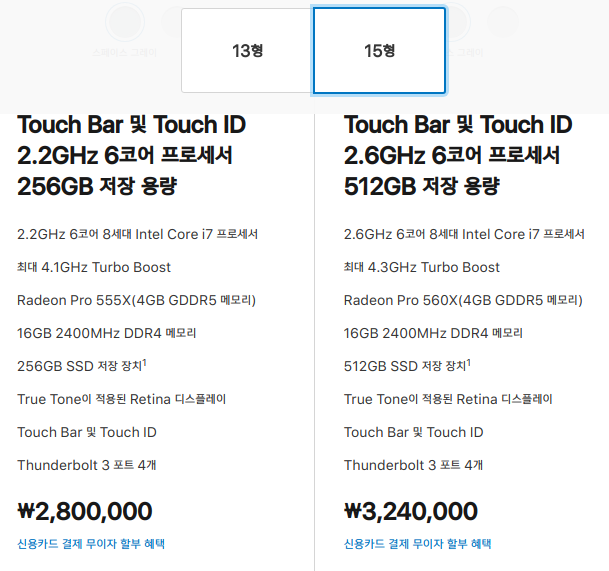 스페이스 그레이
그레이
13형
15형
Touch Bar 및 Touch ID
2.2GHz 6코어 프로세서
256GB 저장 용량
2.2GHz 6코어 8세대 Intel Core i7 프로세서
최대 4.1GHz Turbo Boost
Radeon Pro 555X(4GB GDDR5 메모리)
16GB 2400MHz DDR4 메모리
256GB SSD 저장 장치¹
True Tone이 적용된 Retina 디스플레이
Touch Bar 및 Touch ID
Thunderbolt 3 포트 4개
₩2,800,000
신용카드 결제 무이자 할부 혜택
Touch Bar 및 Touch ID
2.6GHz 6코어 프로세서
512GB 저장 용량
2.6GHz 6코어 8세대 Intel Core i7 프로세서
최대 4.3GHz Turbo Boost
Radeon Pro 560X(4GB GDDR5 메모리)
16GB 2400MHz DDR4 메모리
512GB SSD 저장 장치¹
True Tone이 적용된 Retina 디스플레이
Touch Bar 및 Touch ID
Thunderbolt 3 포트 4개
₩3,240,000
신용카드 결제 무이자 할부 혜택